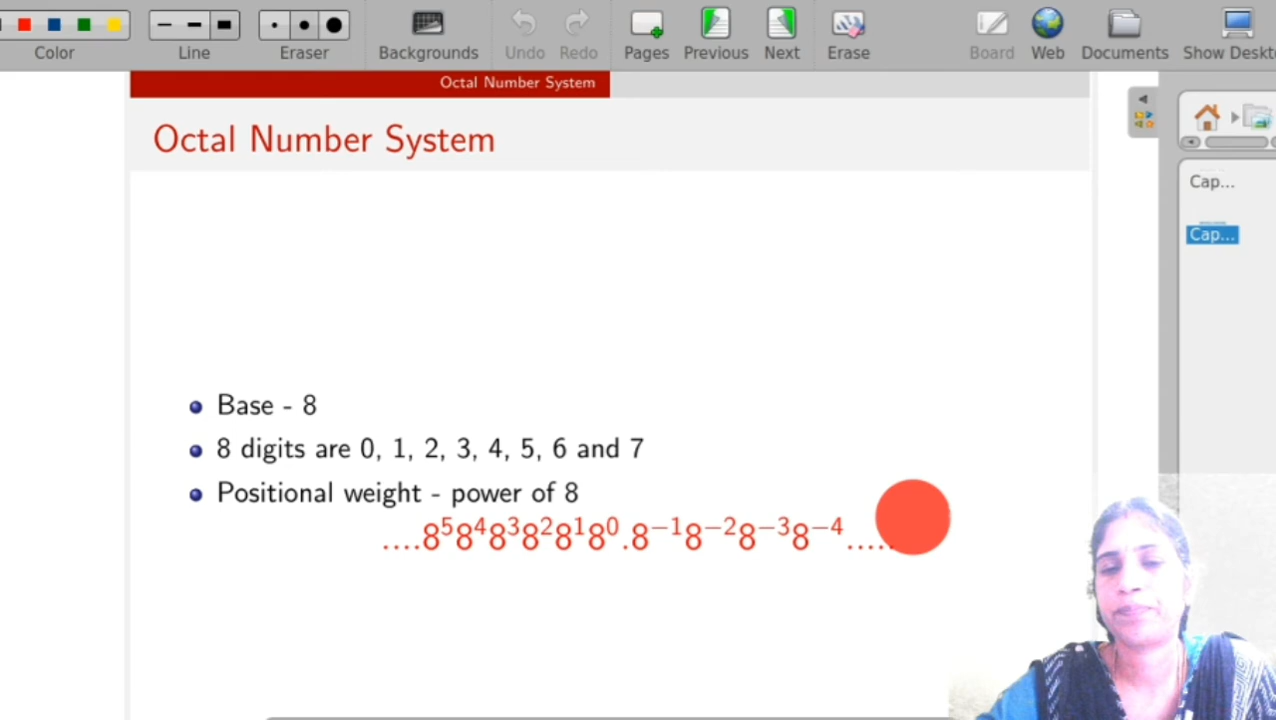 Color Line Eraser Backgrounds Undo Redo Pages Previous Next Erase Board Web Documents Show Deskto
Octal Number System
Octal Number System
Cap...
Cap...
Base - 8
8 digits are 0, 1, 2, 3, 4, 5, 6 and 7
Positional weight - power of 8
....8⁵8⁴8³8²8¹8⁰.8⁻¹8⁻²8⁻³8⁻⁴.....